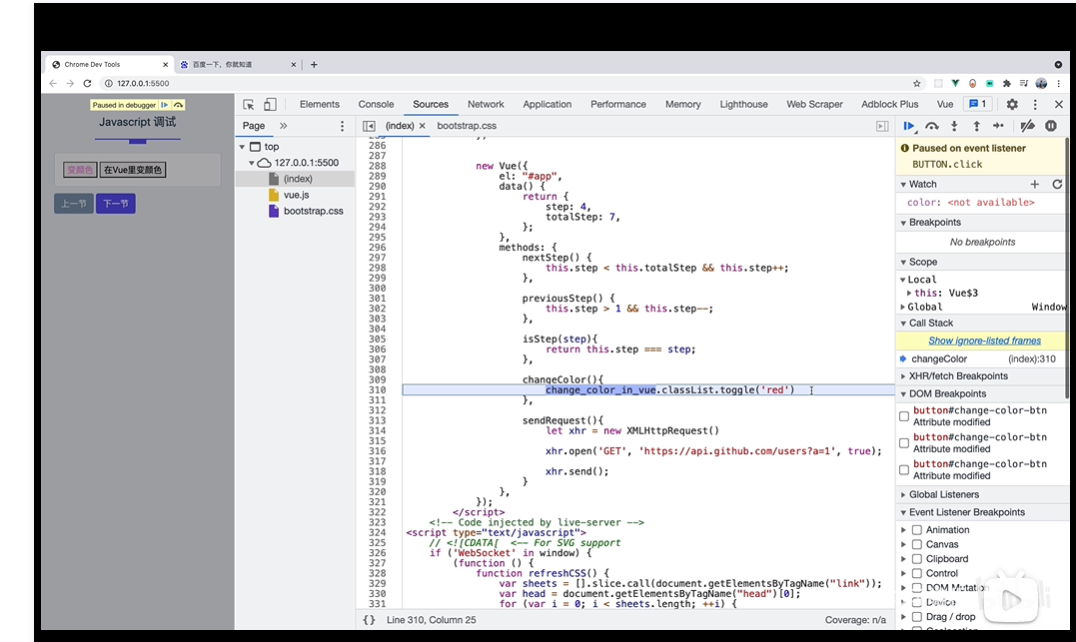 Chrome Dev Tools × 百度一下，你就知道 × +
127.0.0.1:5500
Paused in debugger
Javascript 调试
变颜色 在Vue里变颜色
上一节 下一节
Elements Console Sources Network Application Performance Memory Lighthouse Web Scraper Adblock Plus Vue 1
Page »
top
127.0.0.1:5500
(index)
vue.js
bootstrap.css
(index) × bootstrap.css
286
287
288 new Vue({
289 el: "#app",
290 data() {
291 return {
292 step: 4,
293 totalStep: 7,
294 };
295 },
296 methods: {
297 nextStep() {
298 this.step < this.totalStep && this.step++;
299 },
300
301 previousStep() {
302 this.step > 1 && this.step--;
303 },
304
305 isStep(step){
306 return this.step === step;
307 },
308
309 changeColor(){
310 change_color_in_vue.classList.toggle('red')
311 },
312
313 sendRequest(){
314 let xhr = new XMLHttpRequest()
315
316 xhr.open('GET', 'https://api.github.com/users?a=1', true);
317
318 xhr.send();
319 }
320 },
321 });
322 </script>
323 <!-- Code injected by live-server -->
324 <script type="text/javascript">
325 // <![CDATA[ <-- For SVG support
326 if ('WebSocket' in window) {
327 (function () {
328 function refreshCSS() {
329 var sheets = [].slice.call(document.getElementsByTagName("link"));
330 var head = document.getElementsByTagName("head")[0];
331 for (var i = 0; i < sheets.length; ++i) {
{} Line 310, Column 25 Coverage: n/a
Paused on event listener
BUTTON.click
Watch
color: <not available>
Breakpoints
No breakpoints
Scope
Local
this: Vue$3
Global Window
Call Stack
Show ignore-listed frames
changeColor (index):310
XHR/fetch Breakpoints
DOM Breakpoints
button#change-color-btn
Attribute modified
button#change-color-btn
Attribute modified
button#change-color-btn
Attribute modified
Global Listeners
Event Listener Breakpoints
Animation
Canvas
Clipboard
Control
DOM Mutation
Device
Drag / drop